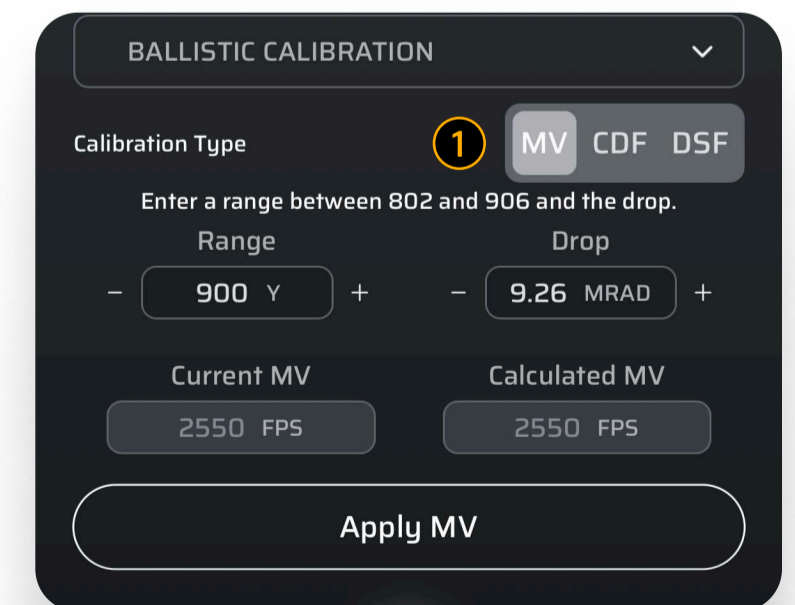 BALLISTIC CALIBRATION
Calibration Type 1 MV CDF DSF
Enter a range between 802 and 906 and the drop.
Range Drop
− 900 Y + − 9.26 MRAD +
Current MV Calculated MV
2550 FPS 2550 FPS
Apply MV